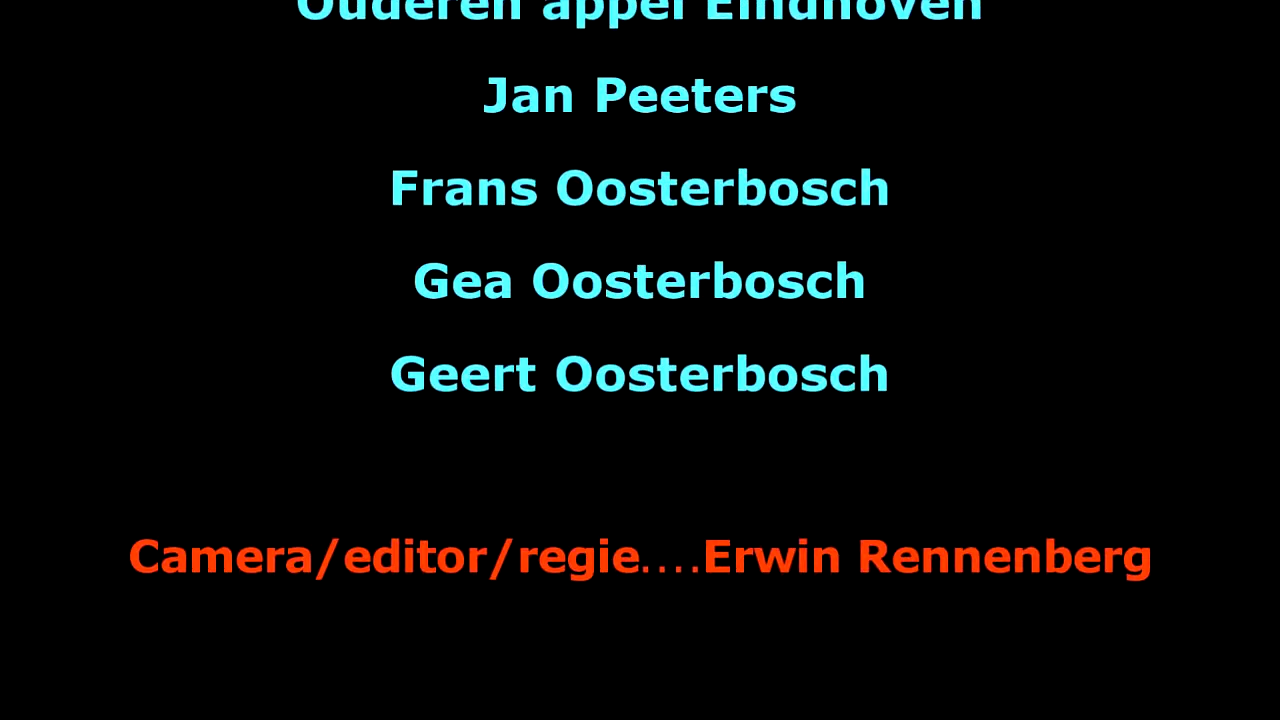 Ouderen appel Eindhoven
Jan Peeters
Frans Oosterbosch
Gea Oosterbosch
Geert Oosterbosch
Camera/editor/regie....Erwin Rennenberg